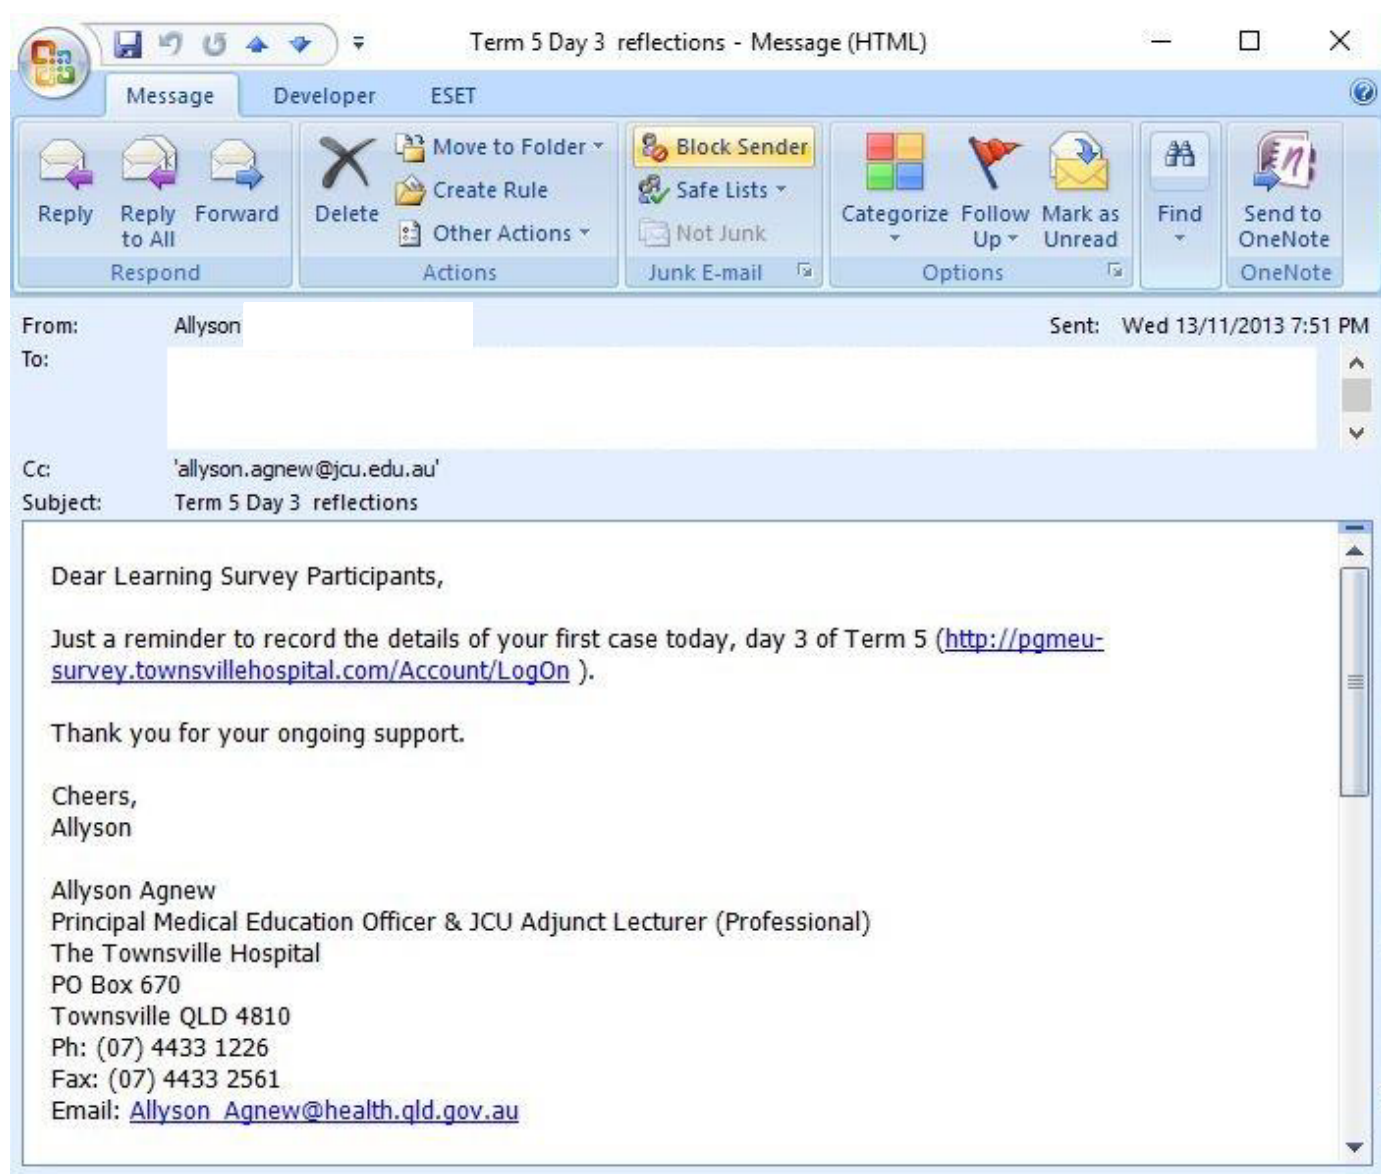 Term 5 Day 3  reflections - Message (HTML)
Message Developer ESET
Reply
Reply to All
Forward
Respond
Delete
Move to Folder
Create Rule
Other Actions
Actions
Block Sender
Safe Lists
Not Junk
Junk E-mail
Categorize
Follow Up
Mark as Unread
Options
Find
Send to OneNote
OneNote
From: Allyson Sent: Wed 13/11/2013 7:51 PM
To:
Cc: 'allyson.agnew@jcu.edu.au'
Subject: Term 5 Day 3  reflections
Dear Learning Survey Participants,
Just a reminder to record the details of your first case today, day 3 of Term 5 (http://pgmeu-
survey.townsvillehospital.com/Account/LogOn ).
Thank you for your ongoing support.
Cheers,
Allyson
Allyson Agnew
Principal Medical Education Officer & JCU Adjunct Lecturer (Professional)
The Townsville Hospital
PO Box 670
Townsville QLD 4810
Ph: (07) 4433 1226
Fax: (07) 4433 2561
Email: Allyson_Agnew@health.qld.gov.au